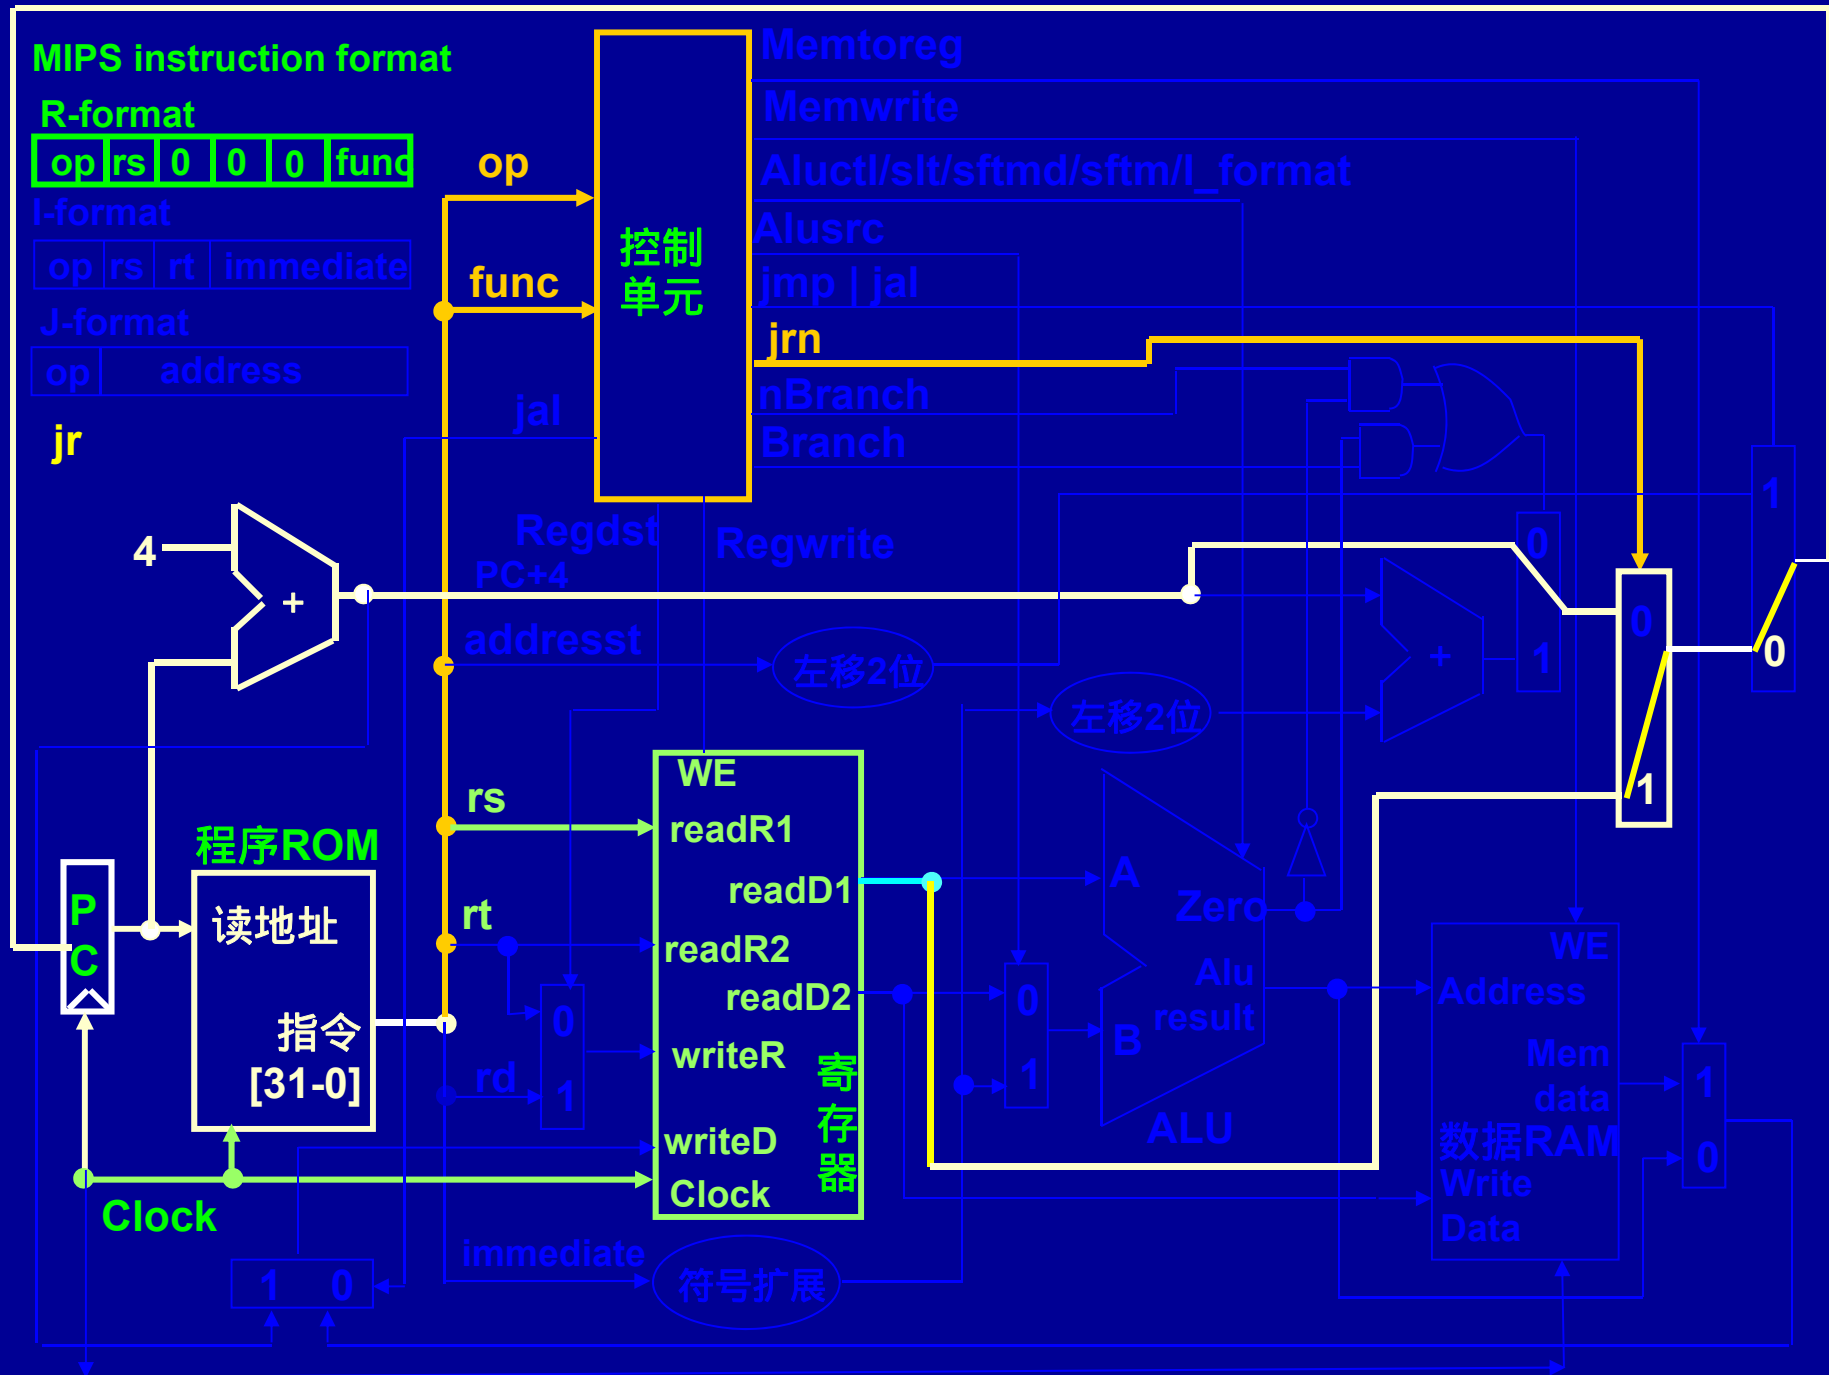 MIPS instruction format
R-format
op rs 0 0 0 func
I-format
op rs rt immediate
J-format
op address
jr
op
func
jal
控制
单元
Memtoreg
Memwrite
Aluctl/slt/sftmd/sftm/I_format
Alusrc
jmp | jal
jrn
nBranch
Branch
Regdst
Regwrite
4
+
PC+4
addresst
左移2位
左移2位
+
0
1
0
1
1
0
rs
rt
rd
immediate
符号扩展
程序ROM
读地址
指令
[31-0]
P
C
Clock
1 0
0
1
WE
readR1
readD1
readR2
readD2
writeR
writeD
Clock
寄
存
器
0
1
A
B
Zero
Alu
result
ALU
WE
Address
Mem
data
数据RAM
Write
Data
1
0